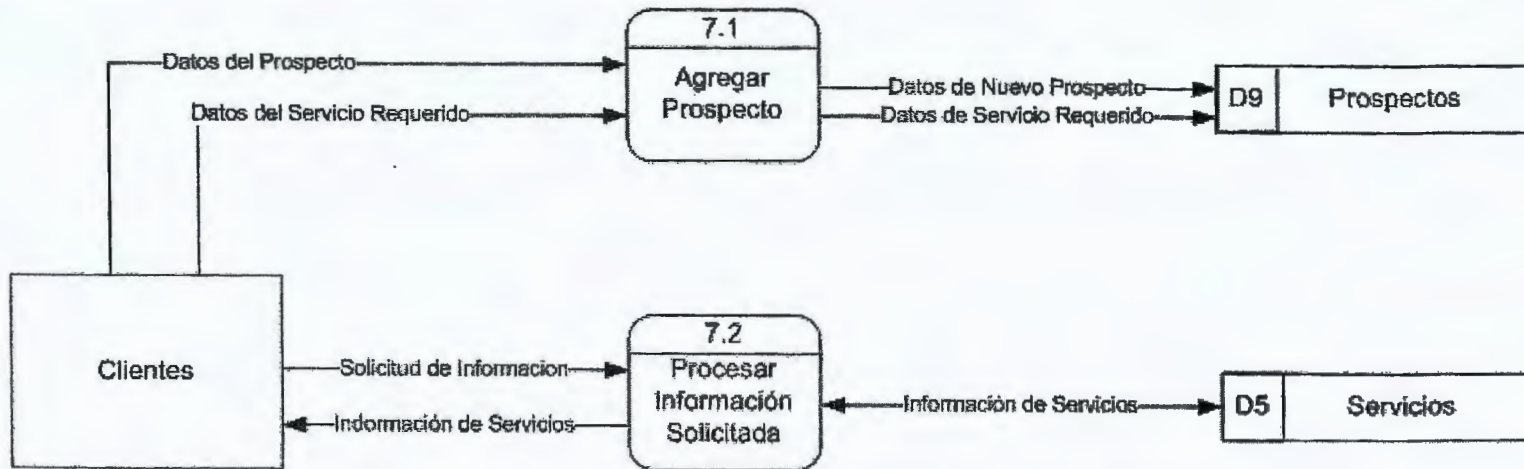 7.1
Datos del Prospecto
Agregar
Prospecto
Datos de Nuevo Prospecto
D9
Prospectos
Datos del Servicio Requerido
Datos de Servicio Requerido
7.2
Clientes
Solicitud de Informacion
Procesar
Información
Solicitada
Información de Servicios
D5
Servicios
Indormación de Servicios